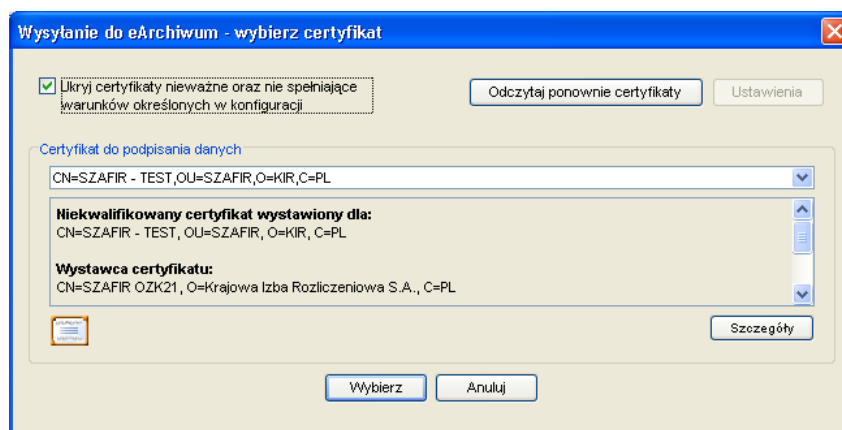 Wysyłanie do eArchiwum - wybierz certyfikat
Ukryj certyfikaty nieważne oraz nie spełniające
warunków określonych w konfiguracji
Odczytaj ponownie certyfikaty
Ustawienia
Certyfikat do podpisania danych
CN=SZAFIR - TEST,OU=SZAFIR,O=KIR,C=PL
Niekwalifikowany certyfikat wystawiony dla:
CN=SZAFIR - TEST, OU=SZAFIR, O=KIR, C=PL
Wystawca certyfikatu:
CN=SZAFIR OZK21, O=Krajowa Izba Rozliczeniowa S.A., C=PL
Szczegóły
Wybierz
Anuluj